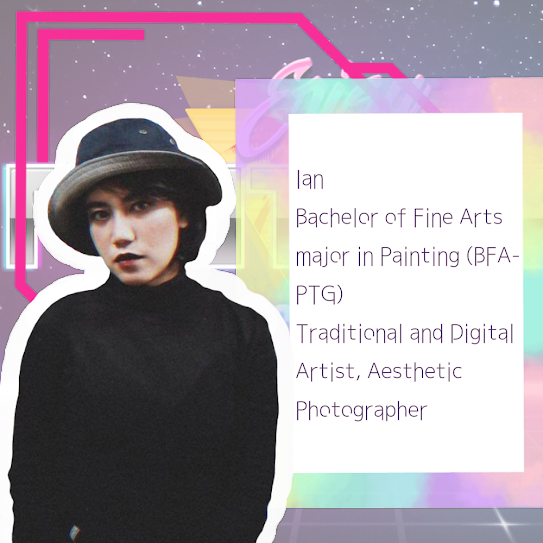 Ian
Bachelor of Fine Arts
major in Painting (BFA-
PTG)
Traditional and Digital
Artist, Aesthetic
Photographer